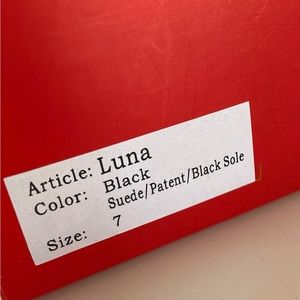 Article: Luna
Color: Black
Suede/Patent/Black Sole
Size: 7